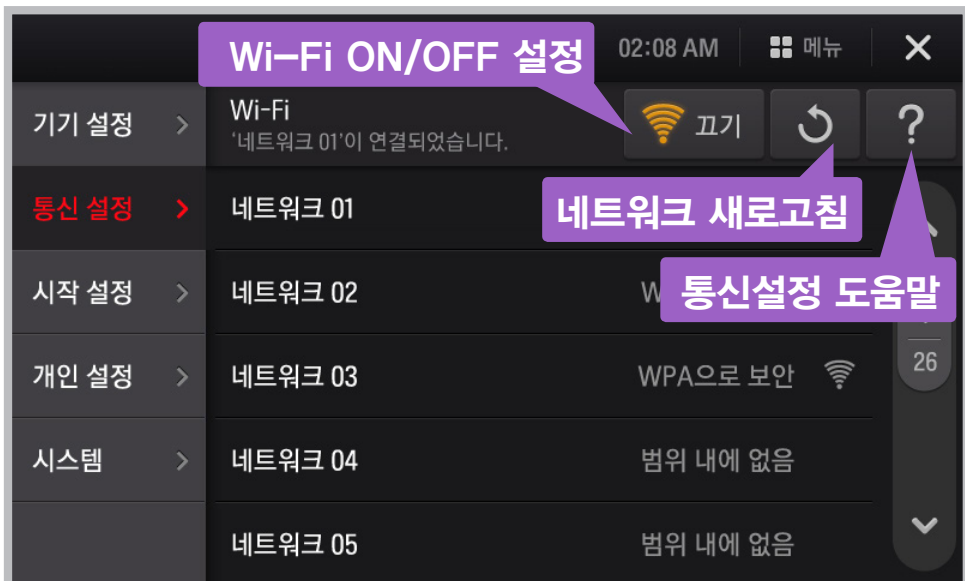 Wi-Fi ON/OFF 설정
02:08 AM
메뉴
기기 설정
Wi-Fi
'네트워크 01'이 연결되었습니다.
끄기
?
통신 설정
네트워크 01
네트워크 새로고침
시작 설정
네트워크 02
통신설정 도움말
개인 설정
네트워크 03
WPA으로 보안
26
시스템
네트워크 04
범위 내에 없음
네트워크 05
범위 내에 없음